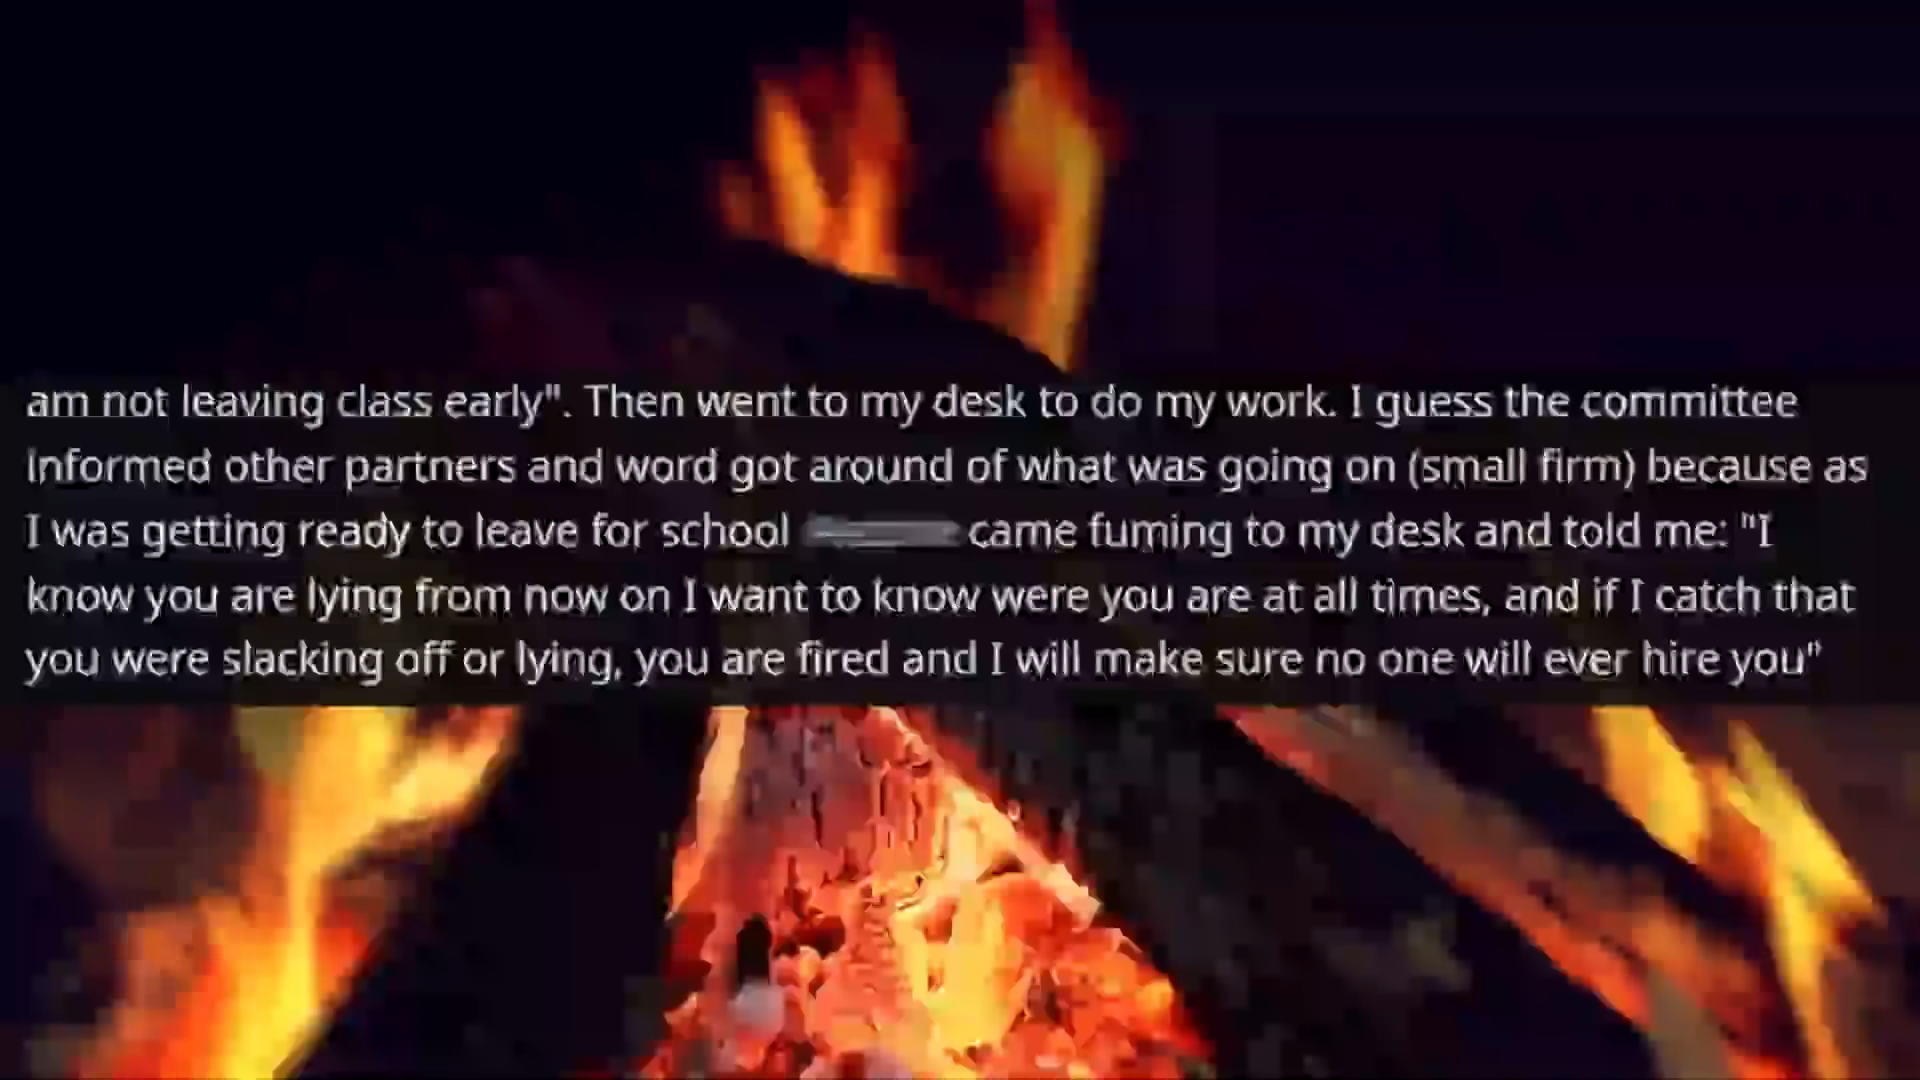 am not leaving class early". Then went to my desk to do my work. I guess the committee
informed other partners and word got around of what was going on (small firm) because as
I was getting ready to leave for school came fuming to my desk and told me: "I
know you are lying from now on I want to know were you are at all times, and if I catch that
you were slacking off or lying, you are fired and I will make sure no one will ever hire you"